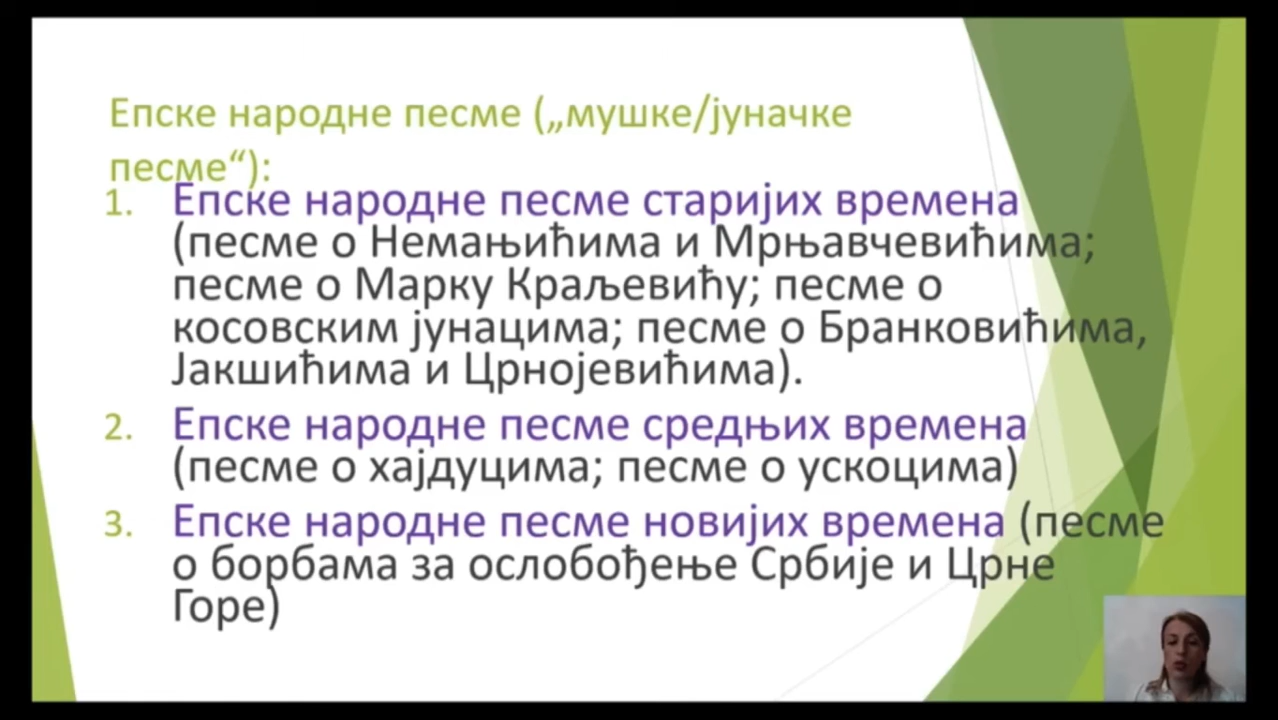 Епске народне песме („мушке/јуначке
песме“):
1. Епске народне песме старијих времена
(песме о Немањићима и Мрњавчевићима;
песме о Марку Краљевићу; песме о
косовским јунацима; песме о Бранковићима,
Јакшићима и Црнојевићима).
2. Епске народне песме средњих времена
(песме о хајдуцима; песме о ускоцима)
3. Епске народне песме новијих времена (песме
о борбама за ослобођење Србије и Црне
Горе)